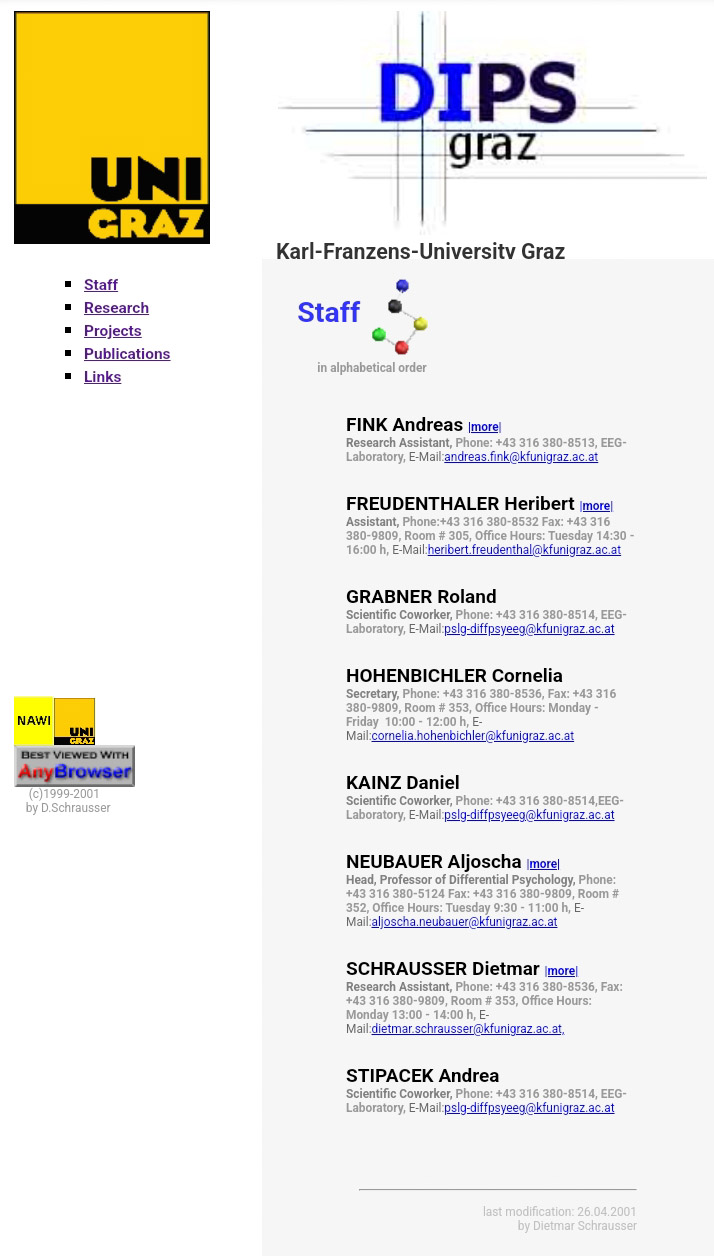 UNI
GRAZ
DIPS
graz
Karl-Franzens-University Graz
Staff
Research
Projects
Publications
Links
Staff
in alphabetical order
FINK Andreas |more|
Research Assistant, Phone: +43 316 380-8513, EEG-
Laboratory, E-Mail:andreas.fink@kfunigraz.ac.at
FREUDENTHALER Heribert |more|
Assistant, Phone:+43 316 380-8532 Fax: +43 316
380-9809, Room # 305, Office Hours: Tuesday 14:30 -
16:00 h, E-Mail:heribert.freudenthal@kfunigraz.ac.at
GRABNER Roland
Scientific Coworker, Phone: +43 316 380-8514, EEG-
Laboratory, E-Mail:pslg-diffpsyeeg@kfunigraz.ac.at
HOHENBICHLER Cornelia
Secretary, Phone: +43 316 380-8536, Fax: +43 316
380-9809, Room # 353, Office Hours: Monday -
Friday  10:00 - 12:00 h, E-
Mail:cornelia.hohenbichler@kfunigraz.ac.at
KAINZ Daniel
Scientific Coworker, Phone: +43 316 380-8514,EEG-
Laboratory, E-Mail:pslg-diffpsyeeg@kfunigraz.ac.at
NEUBAUER Aljoscha |more|
Head, Professor of Differential Psychology, Phone:
+43 316 380-5124 Fax: +43 316 380-9809, Room #
352, Office Hours: Tuesday 9:30 - 11:00 h, E-
Mail:aljoscha.neubauer@kfunigraz.ac.at
SCHRAUSSER Dietmar |more|
Research Assistant, Phone: +43 316 380-8536, Fax:
+43 316 380-9809, Room # 353, Office Hours:
Monday 13:00 - 14:00 h, E-
Mail:dietmar.schrausser@kfunigraz.ac.at,
STIPACEK Andrea
Scientific Coworker, Phone: +43 316 380-8514, EEG-
Laboratory, E-Mail:pslg-diffpsyeeg@kfunigraz.ac.at
NAWI
UNI
GRAZ
BEST VIEWED WITH
AnyBrowser
(c)1999-2001
by D.Schrausser
last modification: 26.04.2001
by Dietmar Schrausser